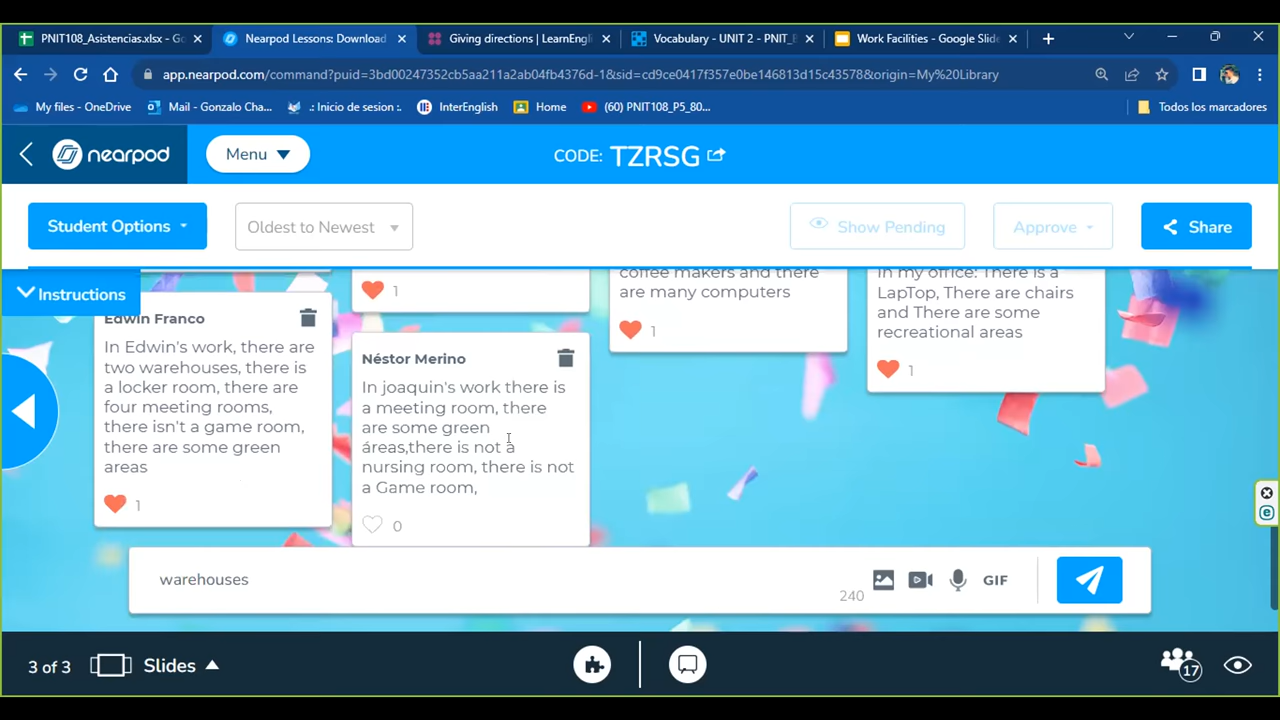 PNIT108_Asistencias.xlsx - Go
Nearpod Lessons: Download
Giving directions | LearnEngli
Vocabulary - UNIT 2 - PNIT_
Work Facilities - Google Slide
app.nearpod.com/command?puid=3bd00247352cb5aa211a2ab04fb4376d-1&sid=cd9ce0417f357e0be146813d15c43578&origin=My%20Library
My files - OneDrive
Mail - Gonzalo Cha...
.: Inicio de sesion :.
InterEnglish
Home
(60) PNIT108_P5_80...
Todos los marcadores
nearpod
Menu
CODE: TZRSG
Student Options
Oldest to Newest
Show Pending
Approve
Share
Instructions
1
coffee makers and there
are many computers
1
In my office: There is a
LapTop, There are chairs
and There are some
recreational areas
1
Edwin Franco
In Edwin's work, there are
two warehouses, there is
a locker room, there are
four meeting rooms,
there isn't a game room,
there are some green
areas
1
Néstor Merino
In joaquin's work there is
a meeting room, there
are some green
áreas,there is not a
nursing room, there is not
a Game room,
0
warehouses
240
GIF
3 of 3
Slides
17